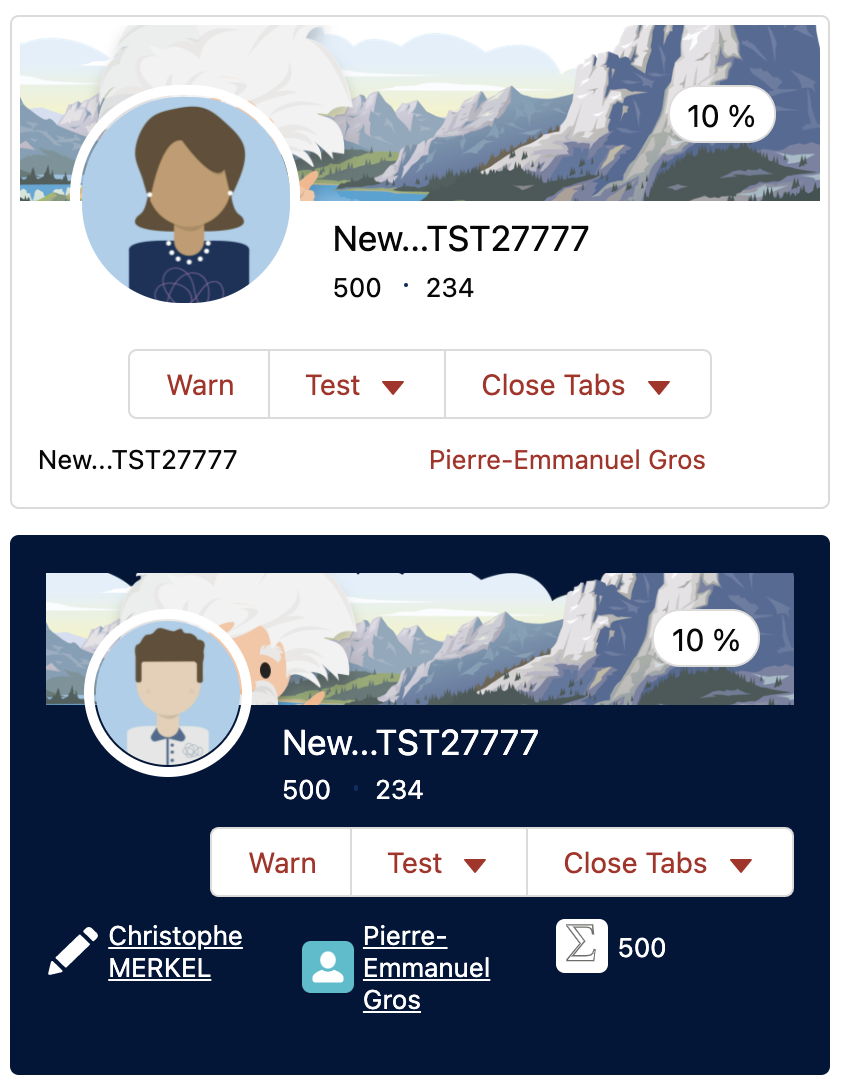 10 %
New...TST27777
500 · 234
Warn Test Close Tabs
New...TST27777 Pierre-Emmanuel Gros
10 %
New...TST27777
500 · 234
Warn Test Close Tabs
Christophe
MERKEL
Pierre-
Emmanuel
Gros
Σ 500